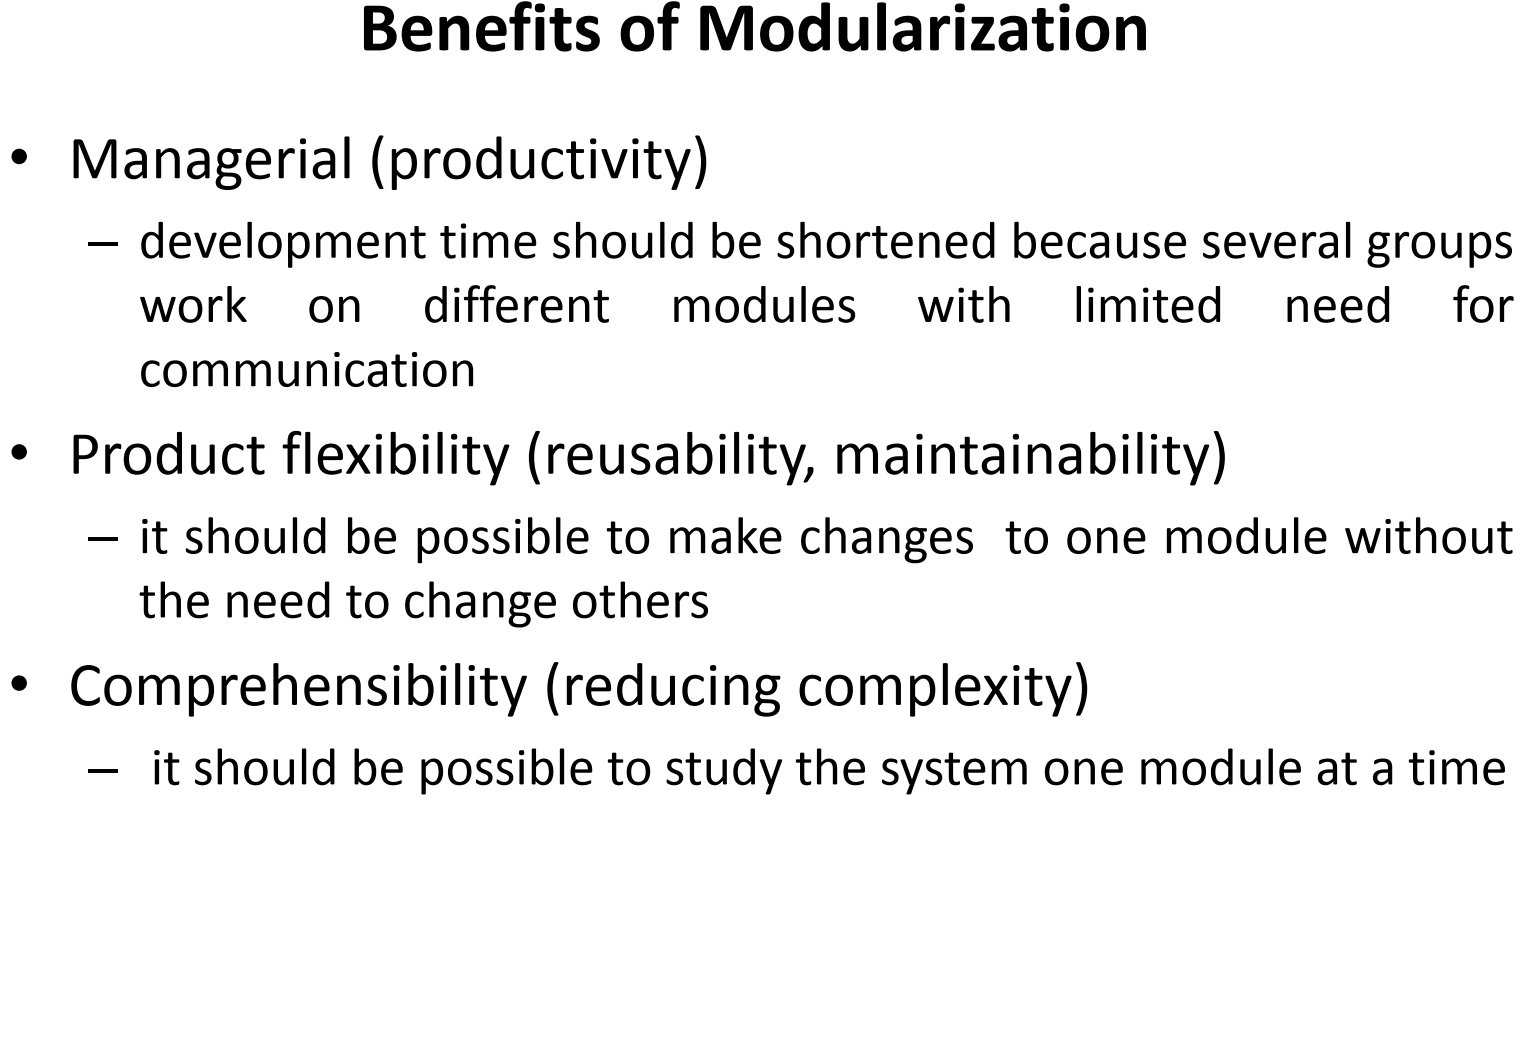 Benefits of Modularization
• Managerial (productivity)
– development time should be shortened because several groups
work on different modules with limited need for
communication
• Product flexibility (reusability, maintainability)
– it should be possible to make changes to one module without
the need to change others
• Comprehensibility (reducing complexity)
– it should be possible to study the system one module at a time